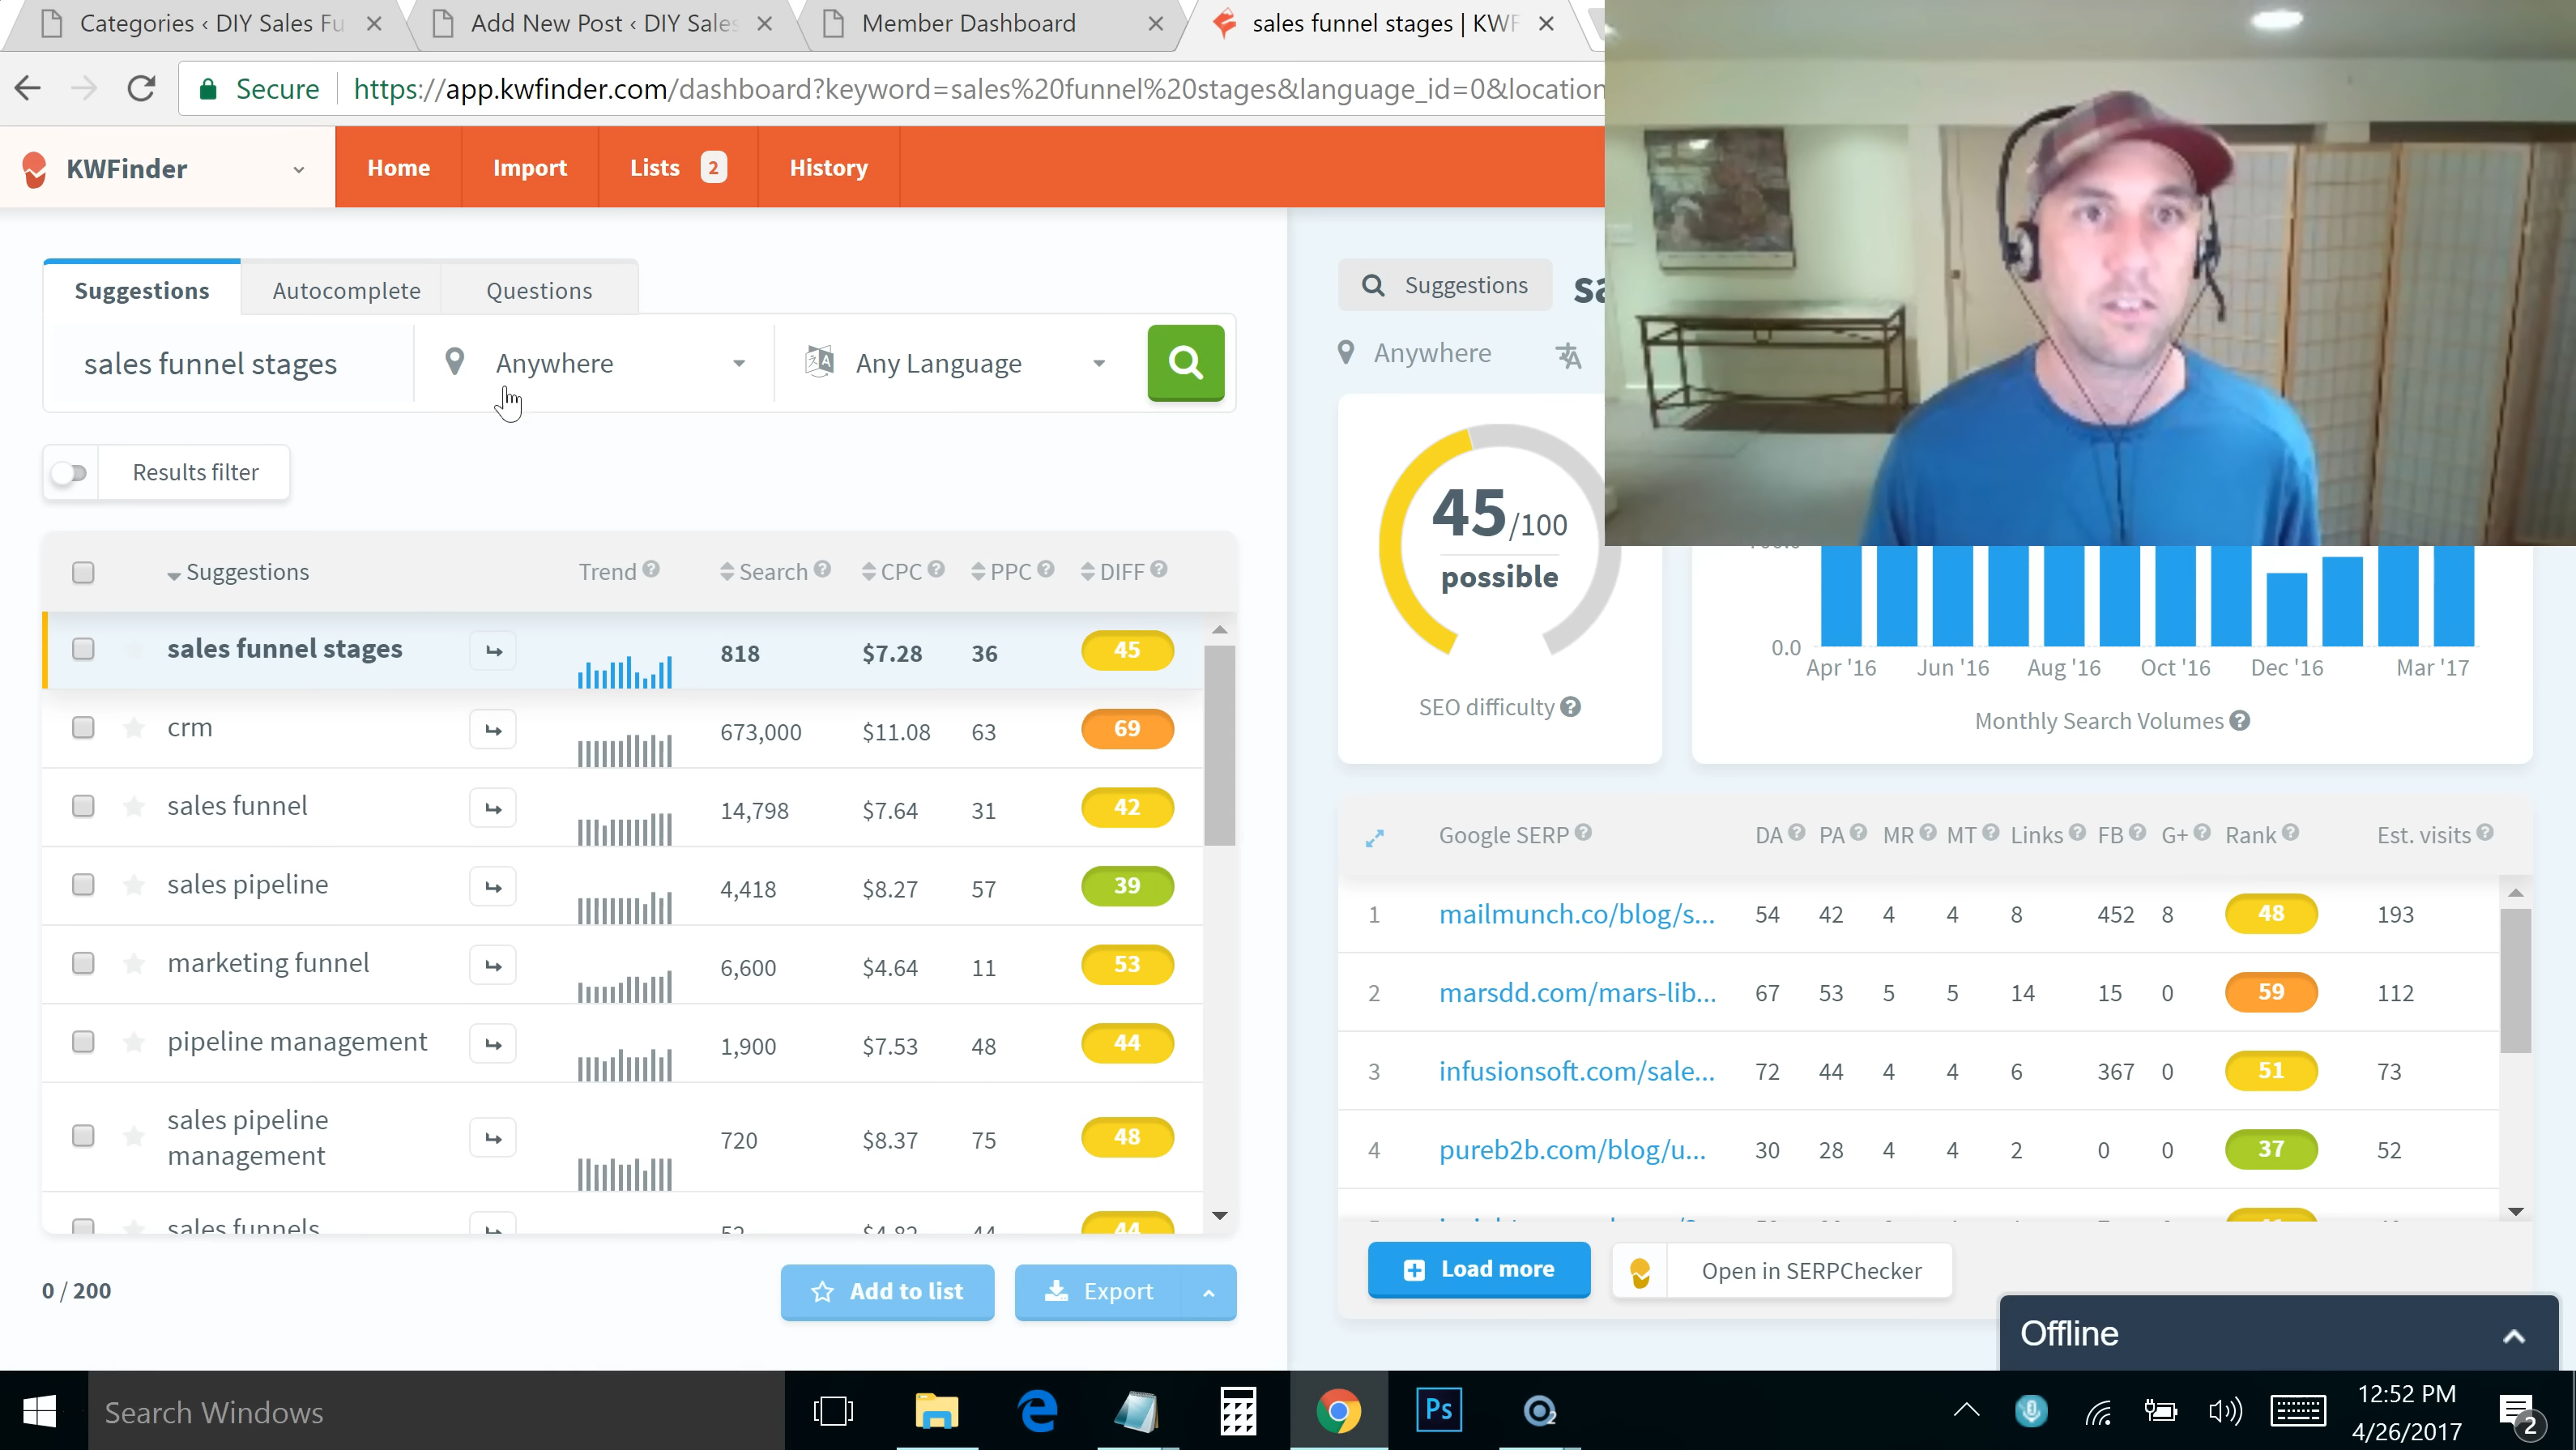 Categories ‹ DIY Sales Fu
Add New Post ‹ DIY Sales
Member Dashboard
sales funnel stages | KWF
Secure
https://app.kwfinder.com/dashboard?keyword=sales%20funnel%20stages&language_id=0&location
KWFinder
Home
Import
Lists 2
History
Suggestions
Autocomplete
Questions
Suggestions
sa
sales funnel stages
Anywhere
Any Language
Anywhere
Results filter
45/100
possible
SEO difficulty
0.0
Apr '16 Jun '16 Aug '16 Oct '16 Dec '16 Mar '17
Monthly Search Volumes
Suggestions Trend Search CPC PPC DIFF
sales funnel stages 818 $7.28 36 45
crm 673,000 $11.08 63 69
sales funnel 14,798 $7.64 31 42
sales pipeline 4,418 $8.27 57 39
marketing funnel 6,600 $4.64 11 53
pipeline management 1,900 $7.53 48 44
sales pipeline
management 720 $8.37 75 48
sales funnels 52 $4.82 44 44
Google SERP DA PA MR MT Links FB G+ Rank Est. visits
1 mailmunch.co/blog/s... 54 42 4 4 8 452 8 48 193
2 marsdd.com/mars-lib... 67 53 5 5 14 15 0 59 112
3 infusionsoft.com/sale... 72 44 4 4 6 367 0 51 73
4 pureb2b.com/blog/u... 30 28 4 4 2 0 0 37 52
0 / 200
Add to list
Export
Load more
Open in SERPChecker
Offline
Search Windows
Ps
12:52 PM
4/26/2017
2